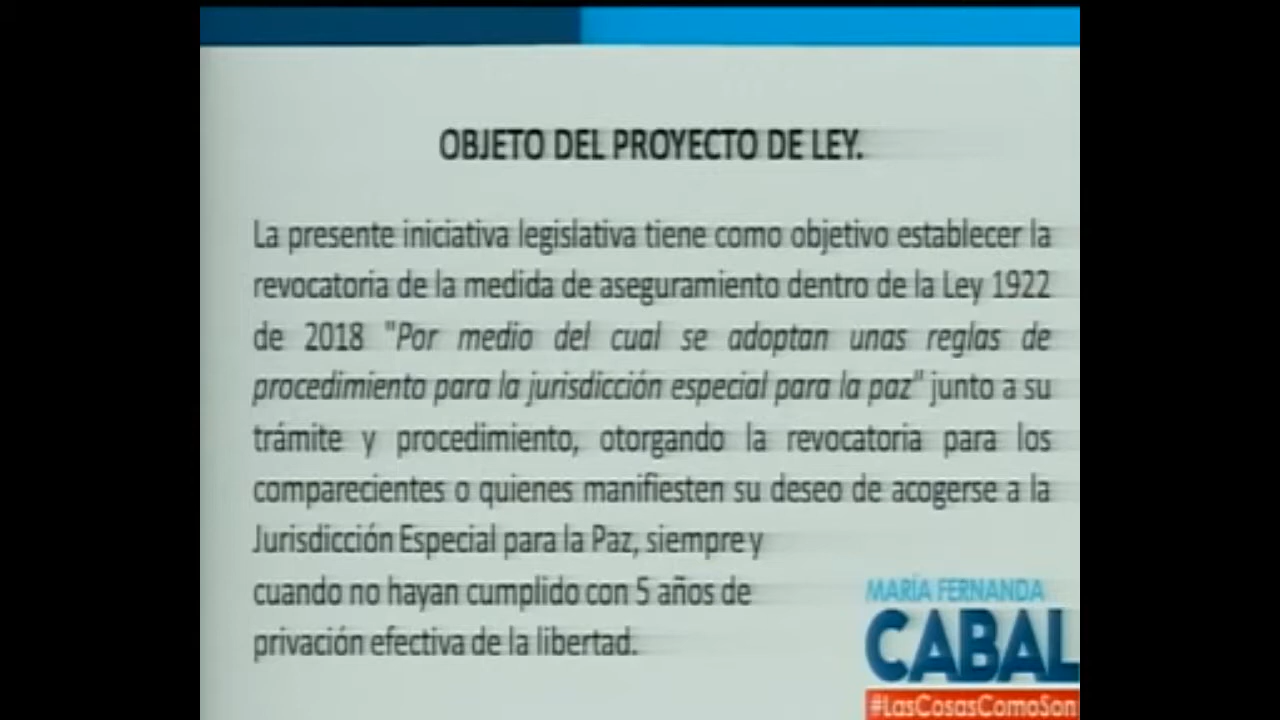 OBJETO DEL PROYECTO DE LEY.
La presente iniciativa legislativa tiene como objetivo establecer la
revocatoria de la medida de aseguramiento dentro de la Ley 1922
de 2018 "Por medio del cual se adoptan unas reglas de
procedimiento para la jurisdicción especial para la paz" junto a su
trámite y procedimiento, otorgando la revocatoria para los
comparecientes o quienes manifiesten su deseo de acogerse a la
Jurisdicción Especial para la Paz, siempre y
cuando no hayan cumplido con 5 años de
privación efectiva de la libertad.
MARÍA FERNANDA
CABAL
#LasCosasComoSon